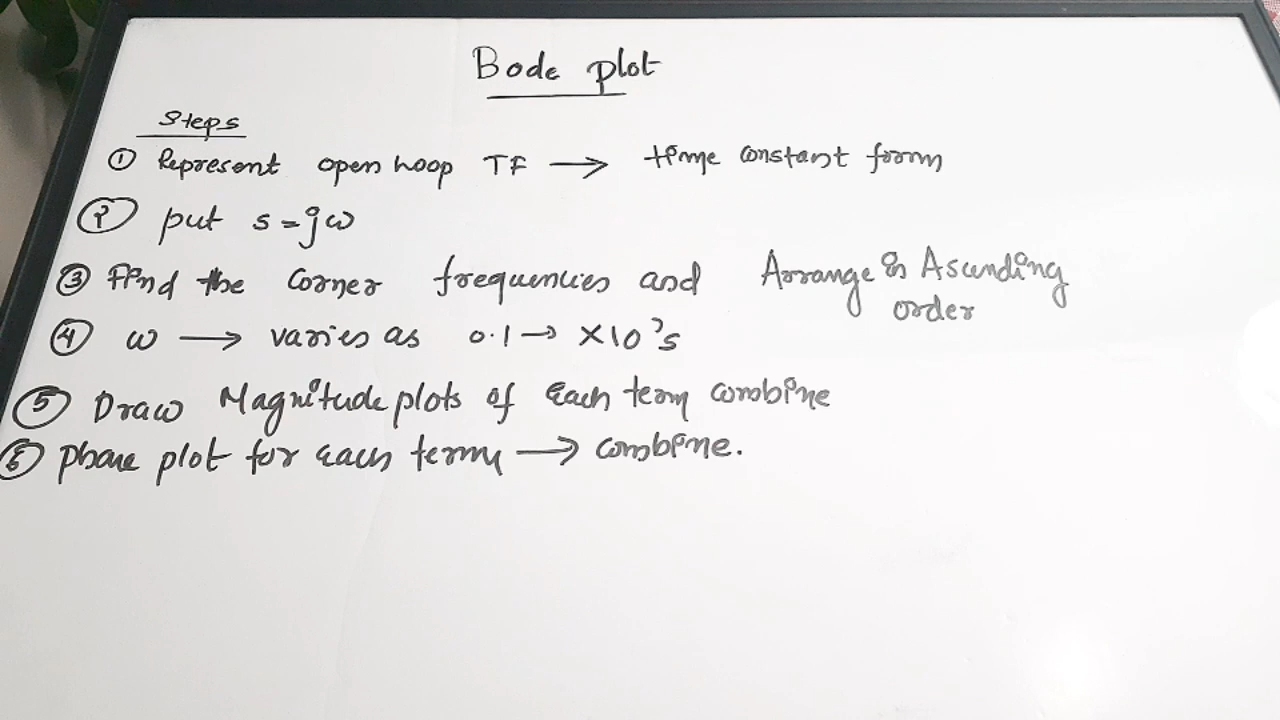 Bode plot
Steps
① Represent open loop TF → time constant form
② put s = jω
③ Find the Corner frequencies and Arrange in Ascending
order
④ ω → varies as 0.1 → ×10's
⑤ Draw Magnitude plots of Each term combine
⑥ phase plot for each term → combine.